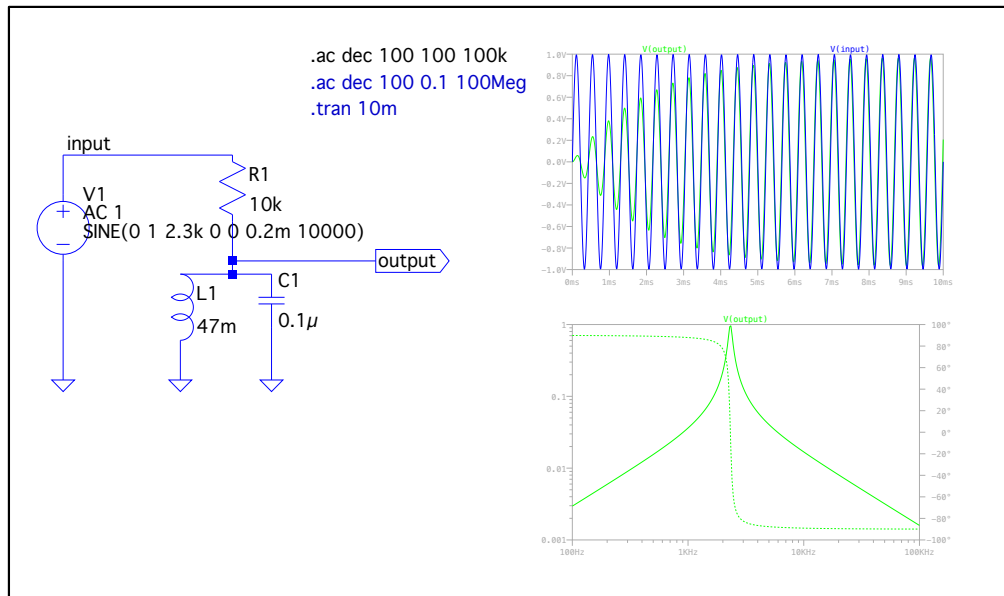 .ac dec 100 100 100k
.ac dec 100 0.1 100Meg
.tran 10m
input
R1
10k
V1
AC 1
SINE(0 1 2.3k 0 0 0.2m 10000)
output
L1
47m
C1
0.1µ
V(output)
V(input)
1.0V
0.8V
0.6V
0.4V
0.2V
0.0V
−0.2V
−0.4V
−0.6V
−0.8V
−1.0V
0ms 1ms 2ms 3ms 4ms 5ms 6ms 7ms 8ms 9ms 10ms
V(output)
1
0.1
0.01
0.001
100°
80°
60°
40°
20°
0°
−20°
−40°
−60°
−80°
−100°
100Hz 1KHz 10KHz 100KHz